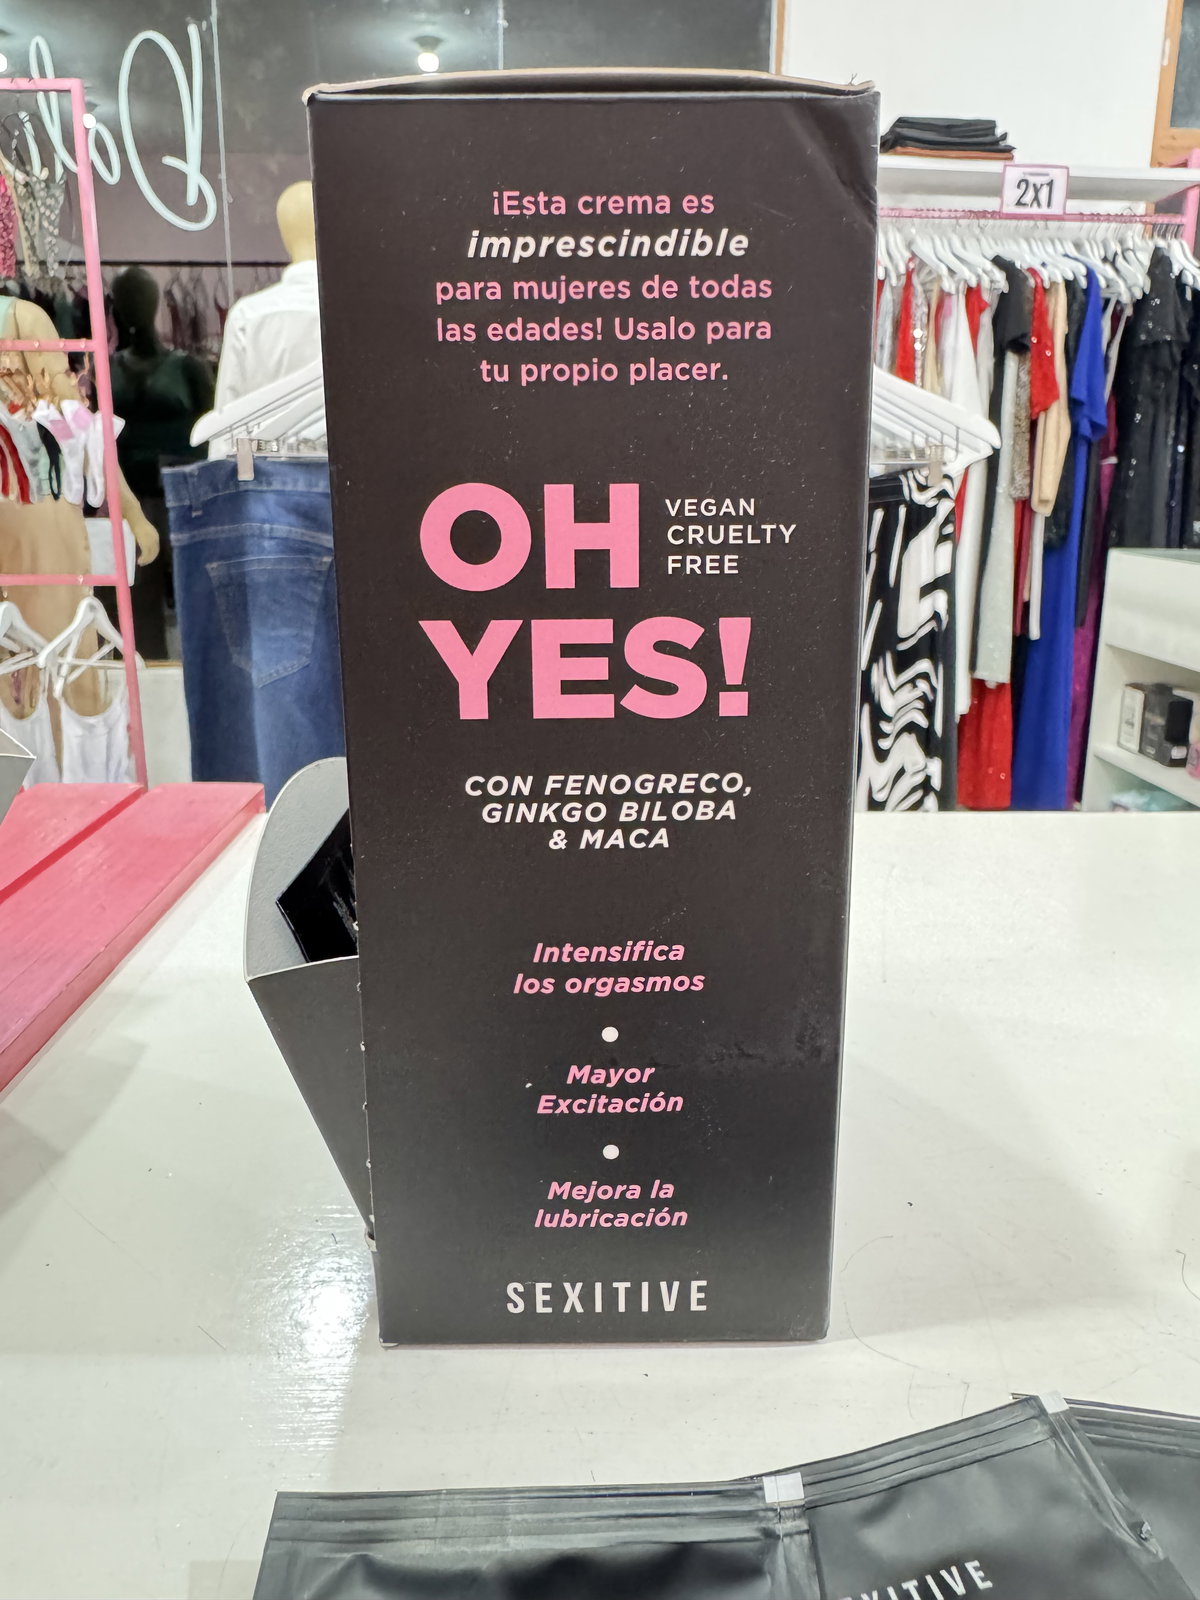 ¡Esta crema es
imprescindible
para mujeres de todas
las edades! Usalo para
tu propio placer.
OH
YES!
VEGAN
CRUELTY
FREE
CON FENOGRECO,
GINKGO BILOBA
& MACA
Intensifica
los orgasmos
Mayor
Excitación
Mejora la
lubricación
SEXITIVE
2X1